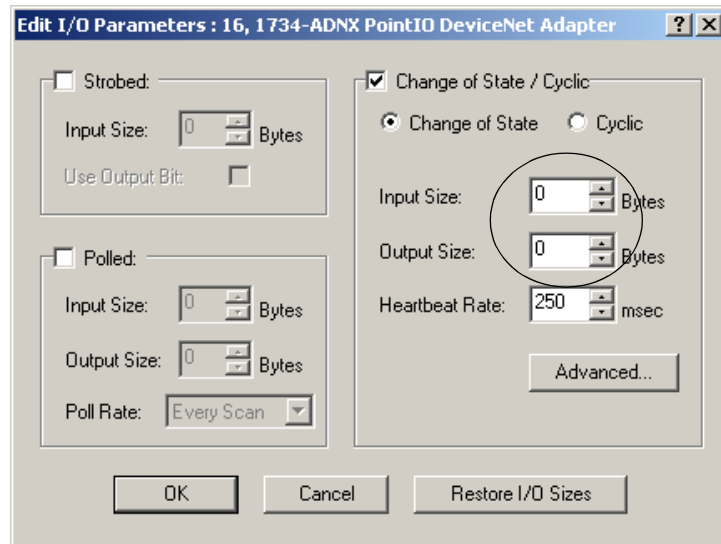 Edit I/O Parameters : 16, 1734-ADNX PointIO DeviceNet Adapter
Strobed:
Input Size: 0 Bytes
Use Output Bit:
Polled:
Input Size: 0 Bytes
Output Size: 0 Bytes
Poll Rate: Every Scan
Change of State / Cyclic
Change of State Cyclic
Input Size: 0 Bytes
Output Size: 0 Bytes
Heartbeat Rate: 250 msec
Advanced...
OK Cancel Restore I/O Sizes